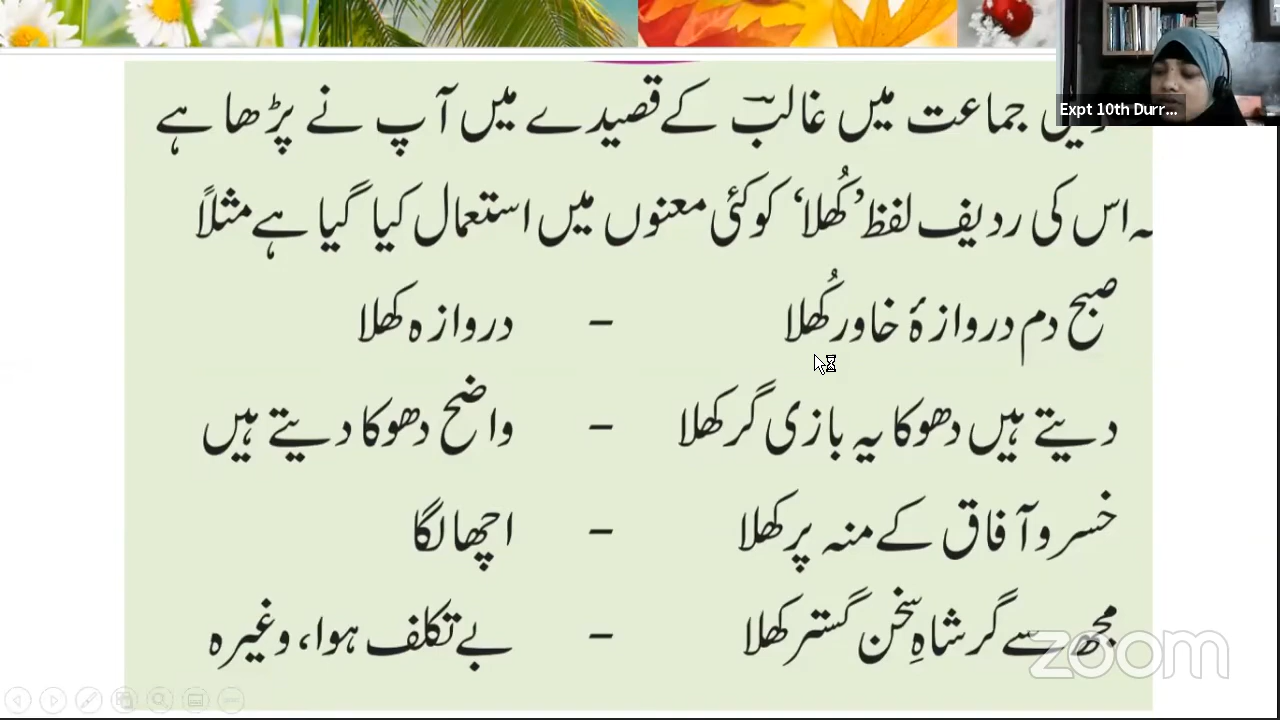 Expt 10th Durr...
جماعت میں غالبؔ کے قصیدے میں آپ نے پڑھا ہے
اس کی ردیف لفظ ’کُھلا‘ کو کئی معنوں میں استعمال کیا گیا ہے مثلاً
صبح دم دروازۂ خاور کُھلا – دروازہ کھلا
دیتے ہیں دھوکا یہ بازی گر کھلا – واضح دھوکا دیتے ہیں
خسرو آفاق کے منہ پر کھلا – اچھا لگا
مجھ سے گر شاہِ سخن گستر کھلا – بے تکلف ہوا، وغیرہ
zoom